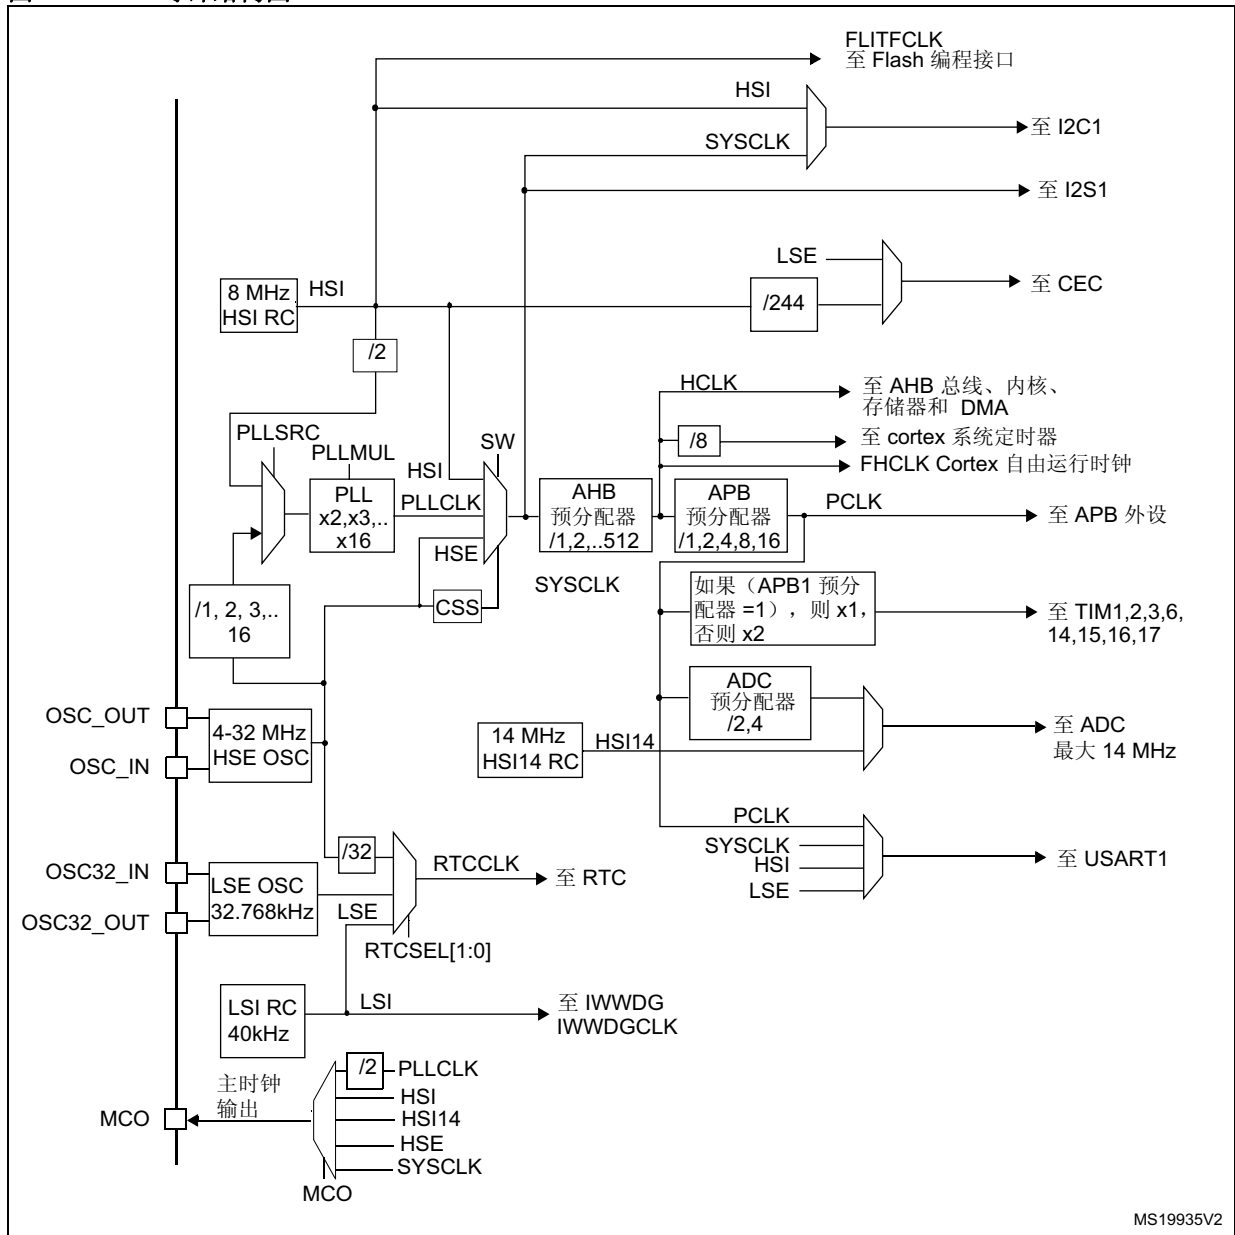 FLITFCLK
至 Flash 编程接口
HSI
至 I2C1
SYSCLK
至 I2S1
LSE
至 CEC
8 MHz
HSI RC
HSI
/244
/2
HCLK
至 AHB 总线、内核、
存储器和 DMA
/8
至 cortex 系统定时器
FHCLK Cortex 自由运行时钟
PLLSRC
PLLMUL
SW
HSI
PLL
x2,x3,..
x16
PLLCLK
HSE
AHB
预分配器
/1,2,..512
APB
预分配器
/1,2,4,8,16
PCLK
至 APB 外设
SYSCLK
CSS
/1, 2, 3,..
16
如果（APB1 预分
配器 =1），则 x1，
否则 x2
至 TIM1,2,3,6,
14,15,16,17
ADC
预分配器
/2,4
OSC_OUT
OSC_IN
4-32 MHz
HSE OSC
14 MHz
HSI14 RC
HSI14
至 ADC
最大 14 MHz
PCLK
SYSCLK
HSI
LSE
至 USART1
/32
OSC32_IN
OSC32_OUT
LSE OSC
32.768kHz
LSE
RTCCLK
至 RTC
RTCSEL[1:0]
LSI RC
40kHz
LSI
至 IWWDG
IWWDGCLK
/2
PLLCLK
HSI
HSI14
HSE
SYSCLK
主时钟
输出
MCO
MCO
MS19935V2